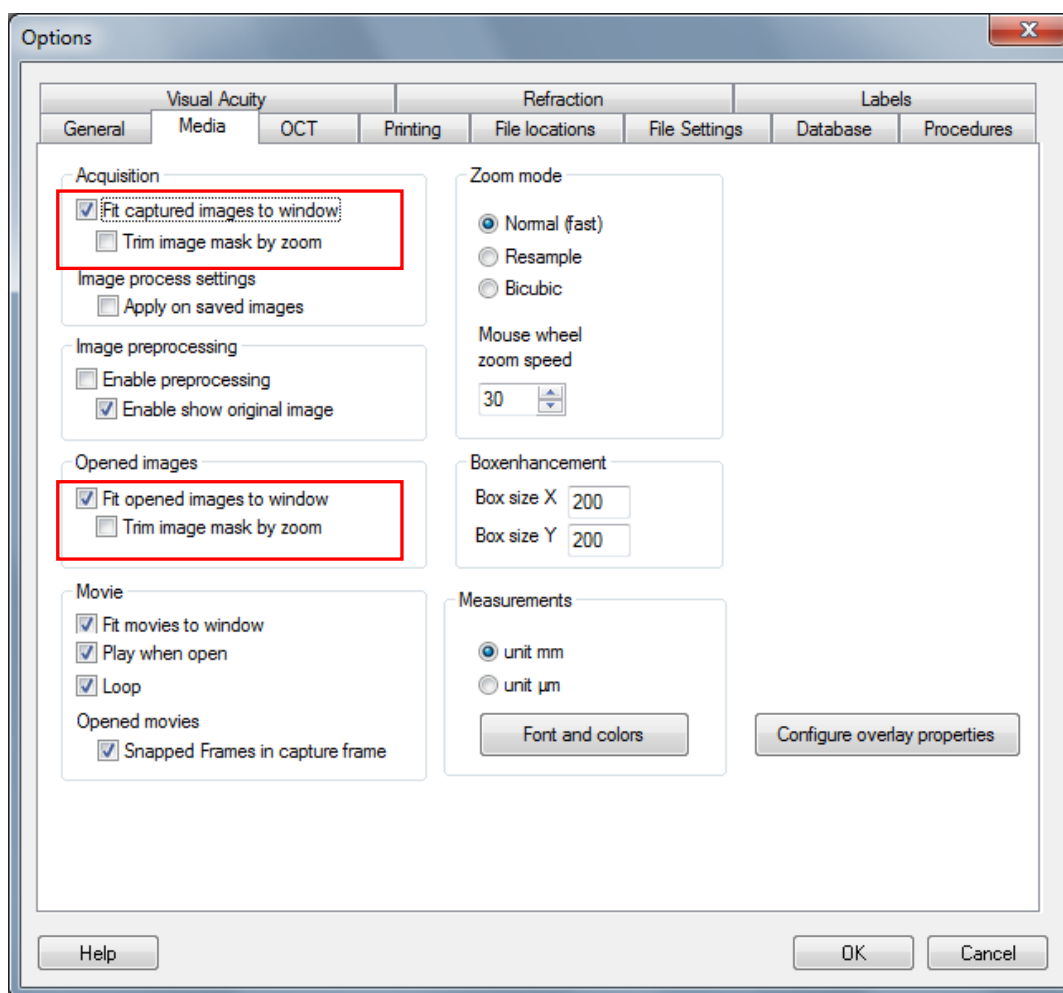 Options
X
Visual Acuity
Refraction
Labels
General
Media
OCT
Printing
File locations
File Settings
Database
Procedures
Acquisition
Fit captured images to window
Trim image mask by zoom
Image process settings
Apply on saved images
Image preprocessing
Enable preprocessing
Enable show original image
Opened images
Fit opened images to window
Trim image mask by zoom
Movie
Fit movies to window
Play when open
Loop
Opened movies
Snapped Frames in capture frame
Zoom mode
Normal (fast)
Resample
Bicubic
Mouse wheel
zoom speed
30
Boxenhancement
Box size X 200
Box size Y 200
Measurements
unit mm
unit µm
Font and colors
Configure overlay properties
Help
OK
Cancel